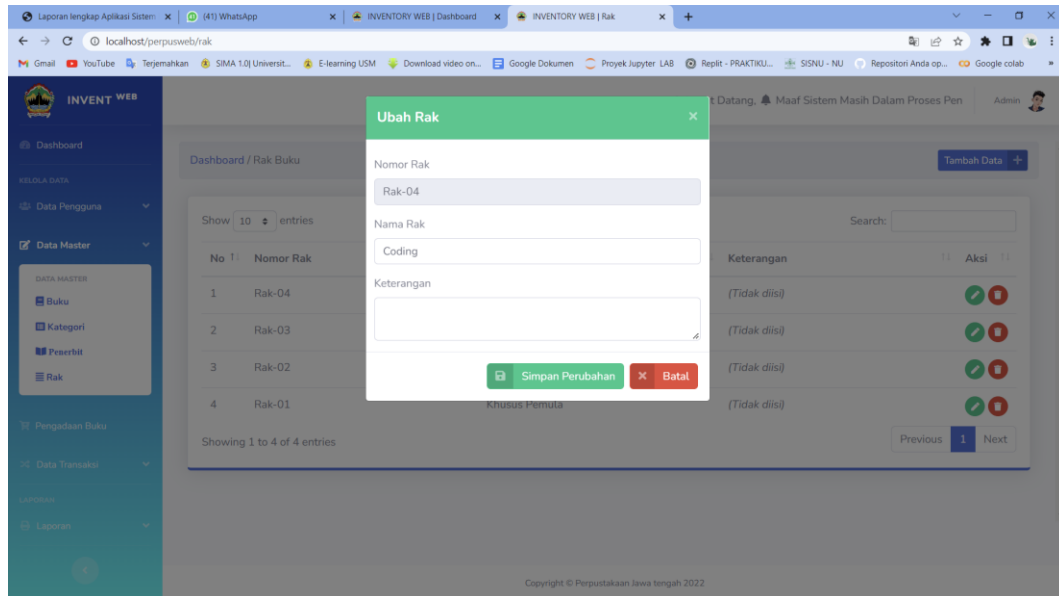 Laporan lengkap Aplikasi Sistem
(41) WhatsApp
INVENTORY WEB | Dashboard
INVENTORY WEB | Rak
localhost/perpusweb/rak
Gmail YouTube Terjemahkan SIMA 1.0| Universit... E-learning USM Download video on... Google Dokumen Proyek Jupyter LAB Replit - PRAKTIKU... SISNU - NU Repositori Anda op... Google colab »
INVENT WEB
t Datang, Maaf Sistem Masih Dalam Proses Pen
Admin
Dashboard
KELOLA DATA
Data Pengguna
Data Master
DATA MASTER
Buku
Kategori
Penerbit
Rak
Pengadaan Buku
Data Transaksi
LAPORAN
Laporan
Dashboard / Rak Buku
Tambah Data +
Show 10 entries
Search:
No Nomor Rak Keterangan Aksi
1 Rak-04 (Tidak diisi)
2 Rak-03 (Tidak diisi)
3 Rak-02 (Tidak diisi)
4 Rak-01 Khusus Pemula (Tidak diisi)
Showing 1 to 4 of 4 entries
Previous 1 Next
Ubah Rak ×
Nomor Rak
Rak-04
Nama Rak
Coding
Keterangan
Simpan Perubahan
× Batal
Copyright © Perpustakaan Jawa tengah 2022